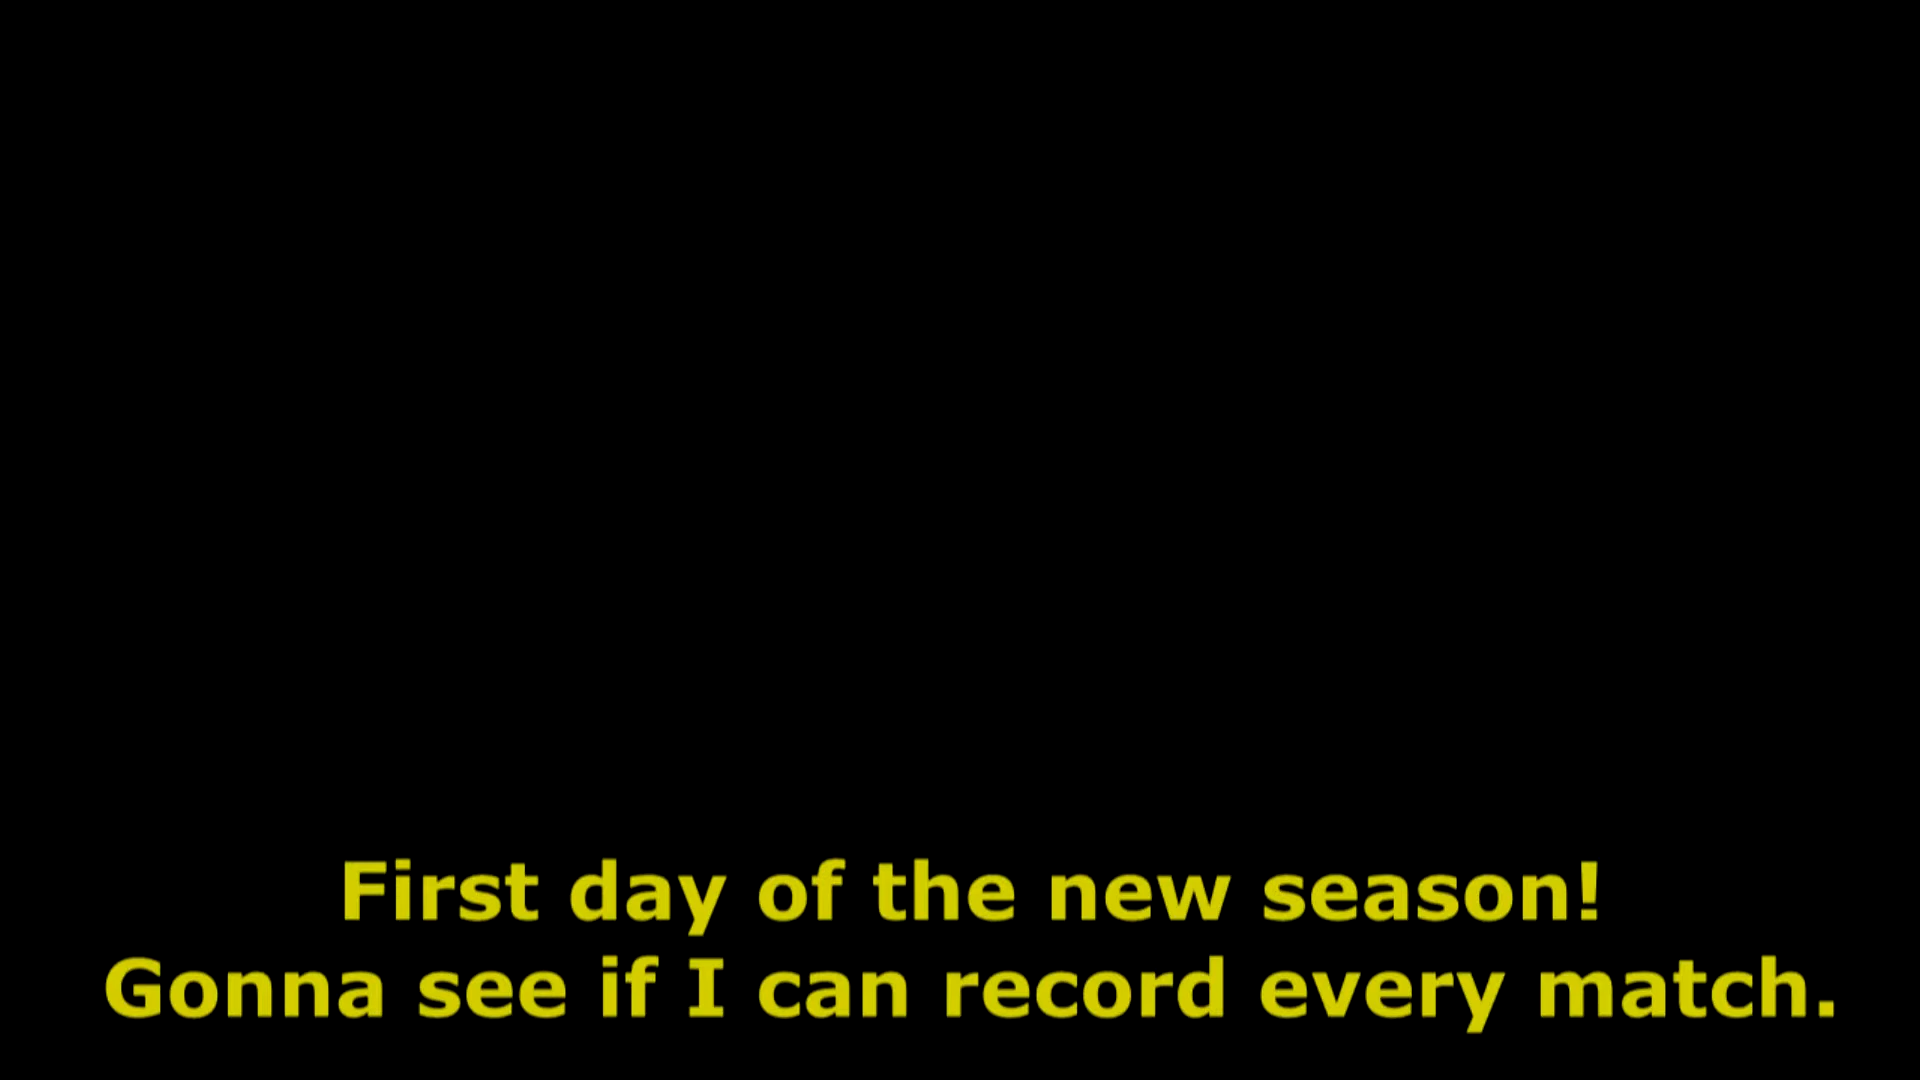 First day of the new season!
Gonna see if I can record every match.